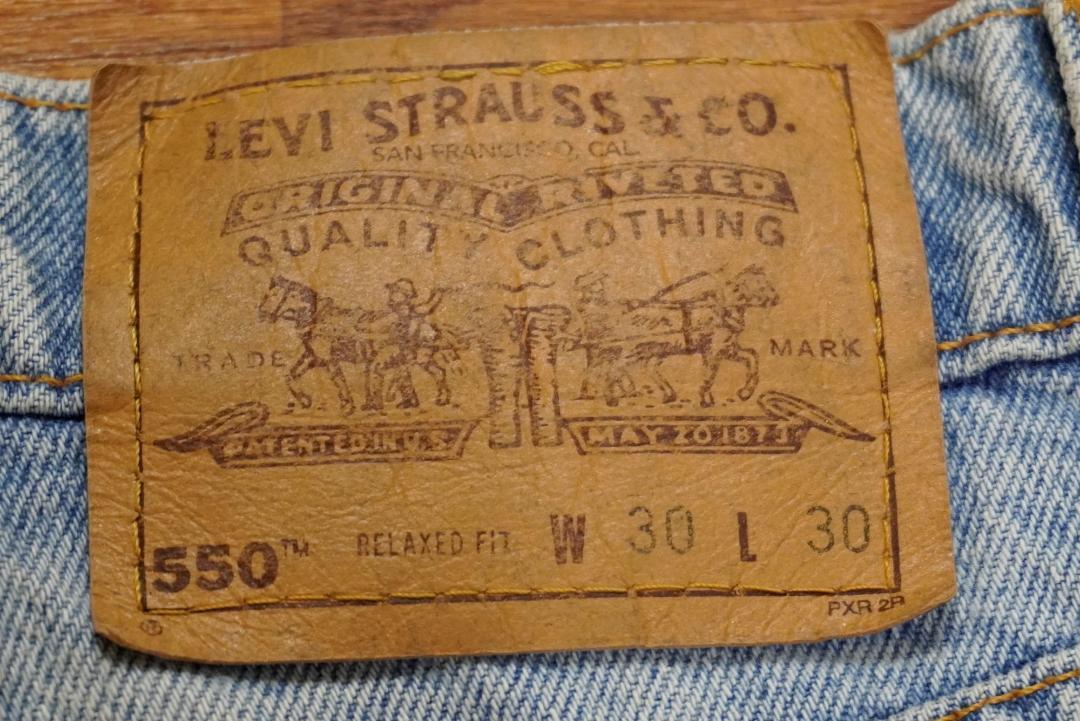 LEVI STRAUSS & CO.
SAN FRANCISCO, CAL.
ORIGINAL RIVETED
QUALITY CLOTHING
TRADE MARK
PATENTED IN U.S. MAY 20 1873
550™ RELAXED FIT W 30 L 30
PXR 2P
®